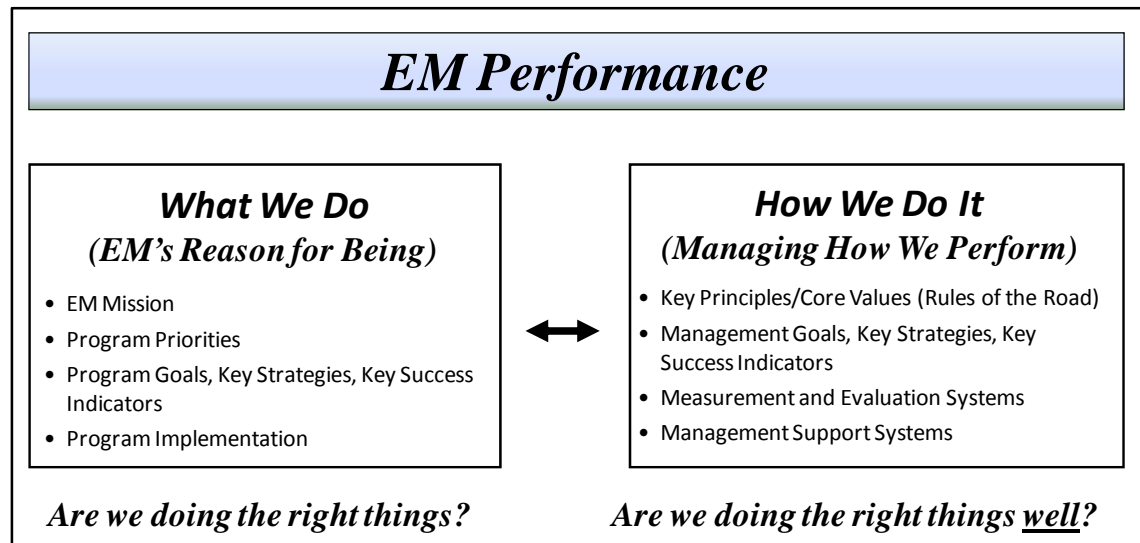 EM Performance
What We Do
(EM’s Reason for Being)
• EM Mission
• Program Priorities
• Program Goals, Key Strategies, Key Success
Indicators
• Program Implementation
Are we doing the right things?
How We Do It
(Managing How We Perform)
• Key Principles/Core Values (Rules of the Road)
• Management Goals, Key Strategies, Key
Success Indicators
• Measurement and Evaluation Systems
• Management Support Systems
Are we doing the right things well?